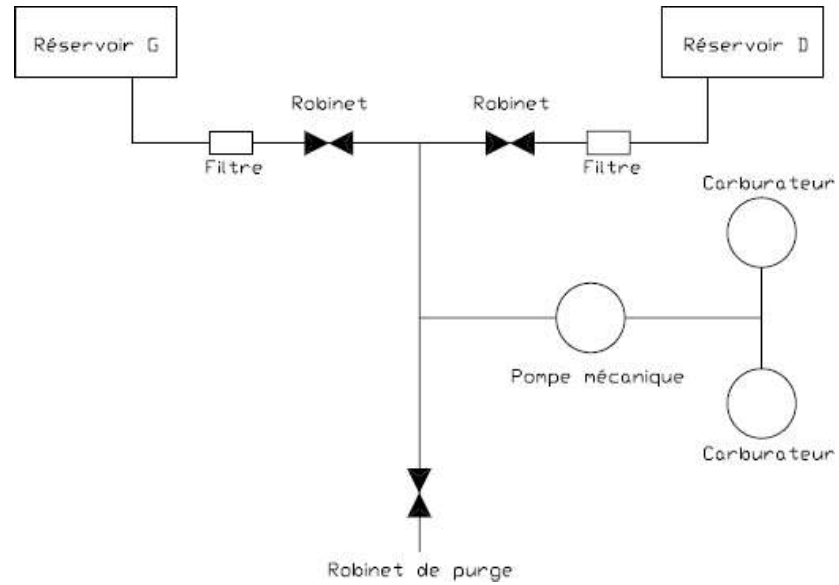 Réservoir G
Réservoir D
Robinet
Robinet
Filtre
Filtre
Carburateur
Pompe mécanique
Carburateur
Robinet de purge